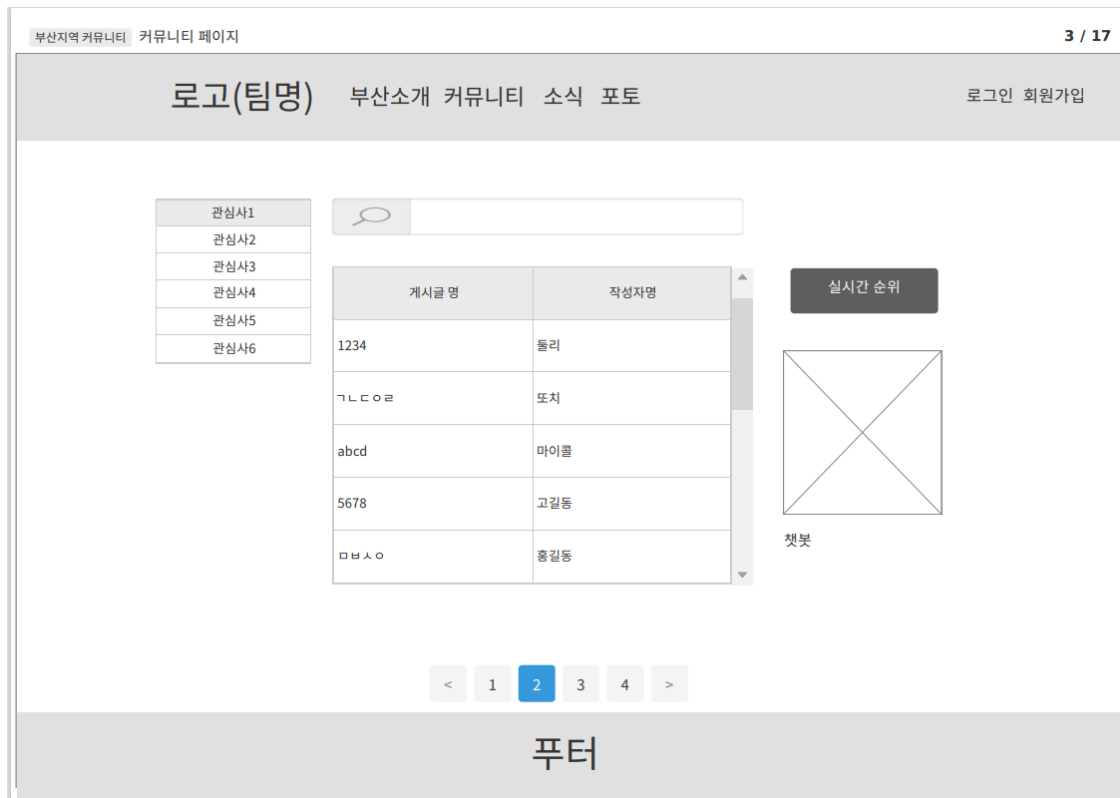 부산지역 커뮤니티 커뮤니티 페이지 3 / 17
로고(팀명) 부산소개 커뮤니티 소식 포토 로그인 회원가입
관심사1
관심사2
관심사3
관심사4
관심사5
관심사6
게시글 명 작성자명
1234 둘리
ㄱㄴㄷㅇㄹ 또치
abcd 마이콜
5678 고길동
ㅁㅂㅅㅇ 홍길동
실시간 순위
챗봇
< 1 2 3 4 >
푸터